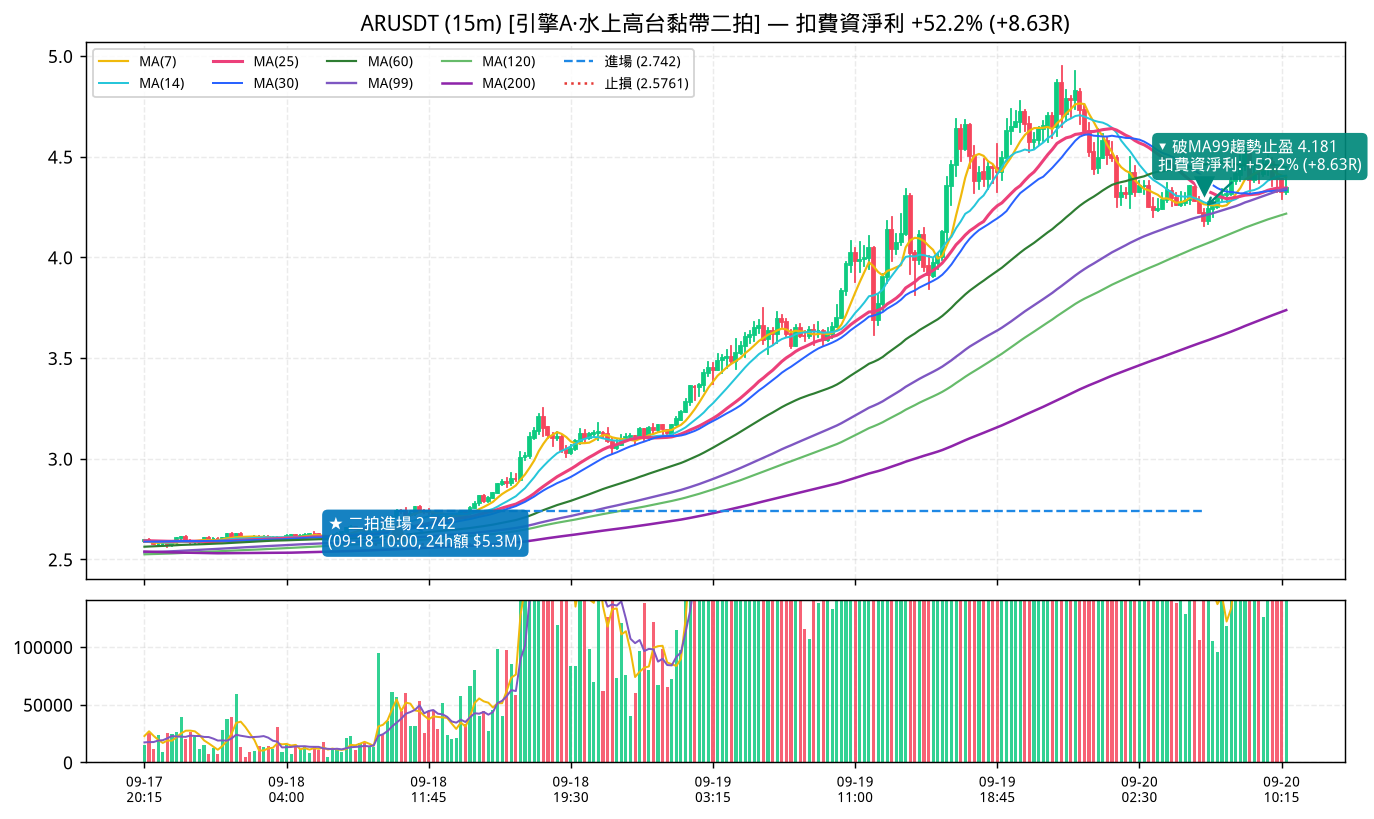 ARUSDT (15m) [引擎A·水上高台黏帶二拍] — 扣費資淨利 +52.2% (+8.63R)
MA(7)
MA(14)
MA(25)
MA(30)
MA(60)
MA(99)
MA(120)
MA(200)
進場 (2.742)
止損 (2.5761)
5.0
4.5
4.0
3.5
3.0
2.5
▼ 破MA99趨勢止盈 4.181
扣費資淨利: +52.2% (+8.63R)
★ 二拍進場 2.742
(09-18 10:00, 24h額 $5.3M)
100000
50000
0
09-17
20:15
09-18
04:00
09-18
11:45
09-18
19:30
09-19
03:15
09-19
11:00
09-19
18:45
09-20
02:30
09-20
10:15